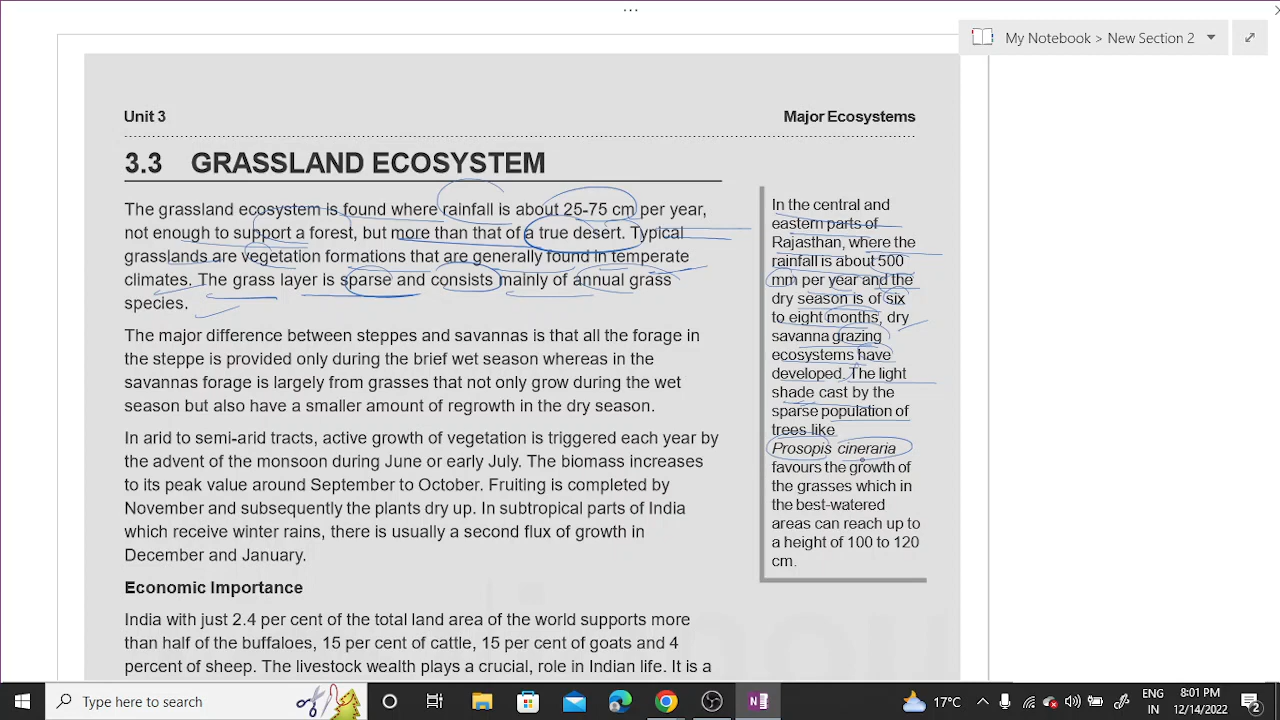 ...
My Notebook > New Section 2
Unit 3
Major Ecosystems
3.3 GRASSLAND ECOSYSTEM
The grassland ecosystem is found where rainfall is about 25-75 cm per year,
not enough to support a forest, but more than that of a true desert. Typical
grasslands are vegetation formations that are generally found in temperate
climates. The grass layer is sparse and consists mainly of annual grass
species.
The major difference between steppes and savannas is that all the forage in
the steppe is provided only during the brief wet season whereas in the
savannas forage is largely from grasses that not only grow during the wet
season but also have a smaller amount of regrowth in the dry season.
In arid to semi-arid tracts, active growth of vegetation is triggered each year by
the advent of the monsoon during June or early July. The biomass increases
to its peak value around September to October. Fruiting is completed by
November and subsequently the plants dry up. In subtropical parts of India
which receive winter rains, there is usually a second flux of growth in
December and January.
Economic Importance
India with just 2.4 per cent of the total land area of the world supports more
than half of the buffaloes, 15 per cent of cattle, 15 per cent of goats and 4
percent of sheep. The livestock wealth plays a crucial, role in Indian life. It is a
In the central and
eastern parts of
Rajasthan, where the
rainfall is about 500
mm per year and the
dry season is of six
to eight months, dry
savanna grazing
ecosystems have
developed. The light
shade cast by the
sparse population of
trees like
Prosopis cineraria
favours the growth of
the grasses which in
the best-watered
areas can reach up to
a height of 100 to 120
cm.
Type here to search
17°C
ENG
IN
8:01 PM
12/14/2022
2